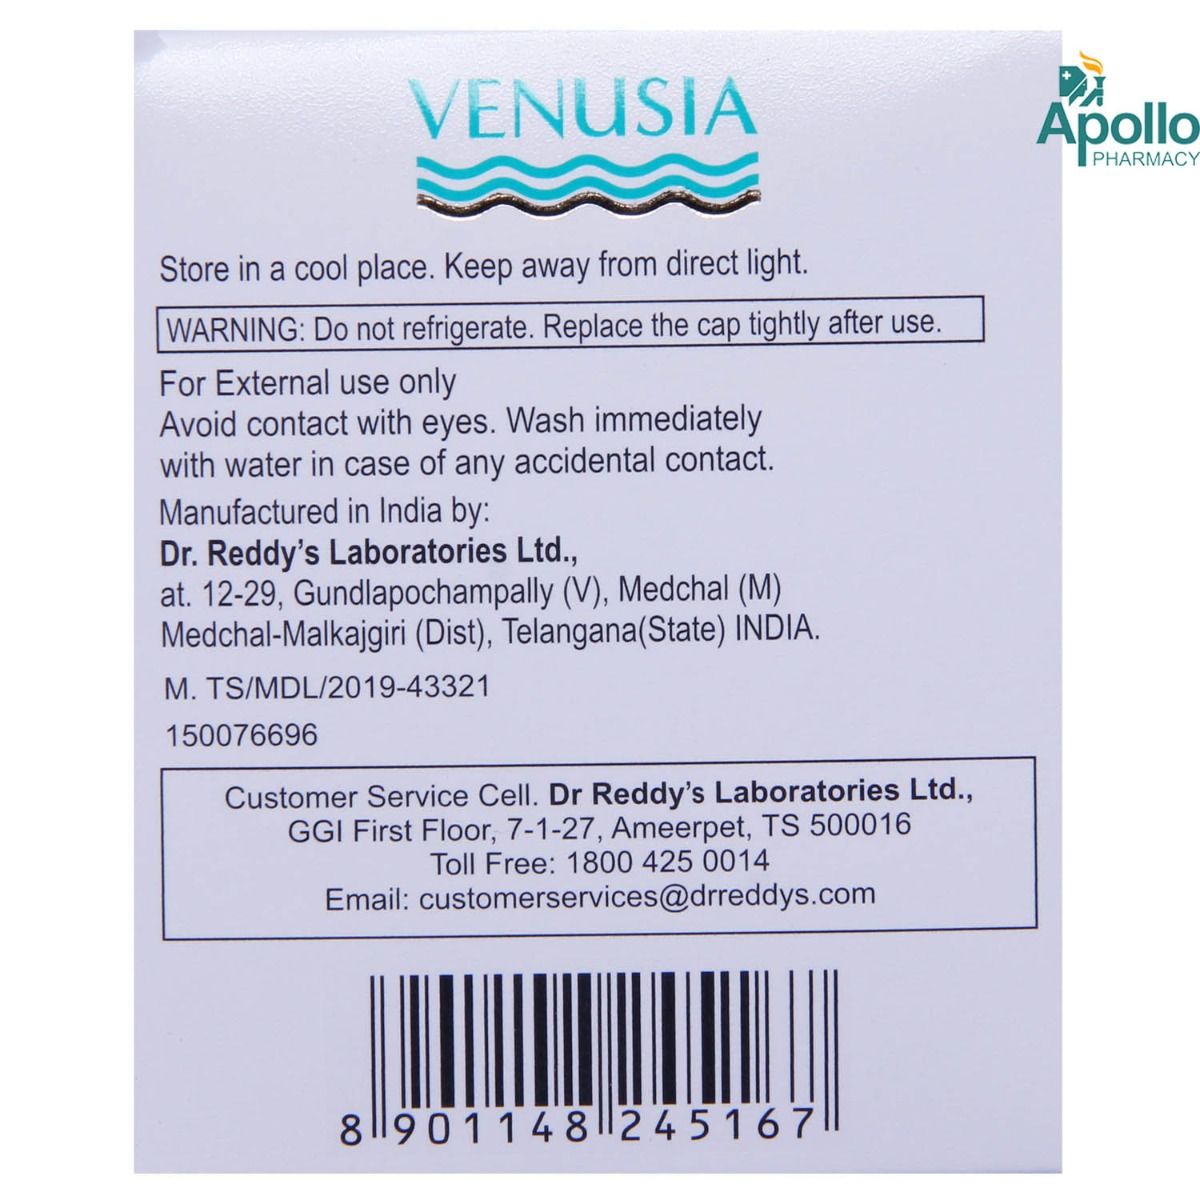 VENUSIA
Apollo
PHARMACY
Store in a cool place. Keep away from direct light.
WARNING: Do not refrigerate. Replace the cap tightly after use.
For External use only
Avoid contact with eyes. Wash immediately
with water in case of any accidental contact.
Manufactured in India by:
Dr. Reddy's Laboratories Ltd.,
at. 12-29, Gundlapochampally (V), Medchal (M)
Medchal-Malkajgiri (Dist), Telangana(State) INDIA.
M. TS/MDL/2019-43321
150076696
Customer Service Cell. Dr Reddy's Laboratories Ltd.,
GGI First Floor, 7-1-27, Ameerpet, TS 500016
Toll Free: 1800 425 0014
Email: customerservices@drreddys.com
8 901148 245167